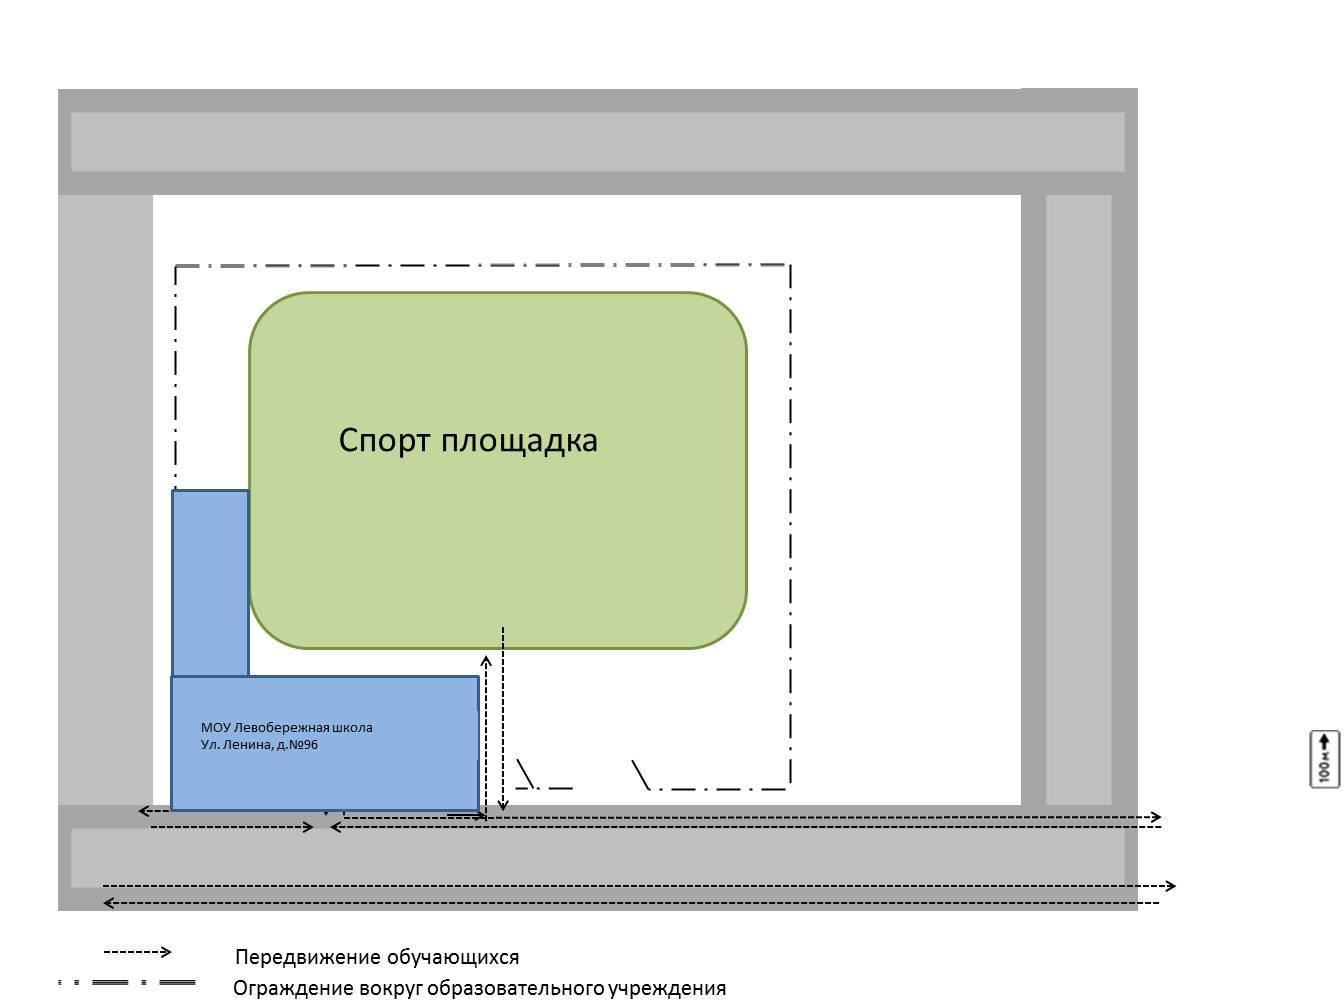 Спорт площадка
МОУ Левобережная школа
Ул. Ленина, д.№96
100м
Передвижение обучающихся
Ограждение вокруг образовательного учреждения